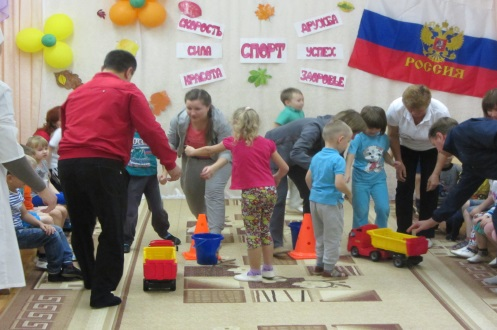 СКОРОСТЬ
ДРУЖБА
СИЛА
СПОРТ
УСПЕХ
КРАСОТА
ЗДОРОВЬЕ
РОССИЯ